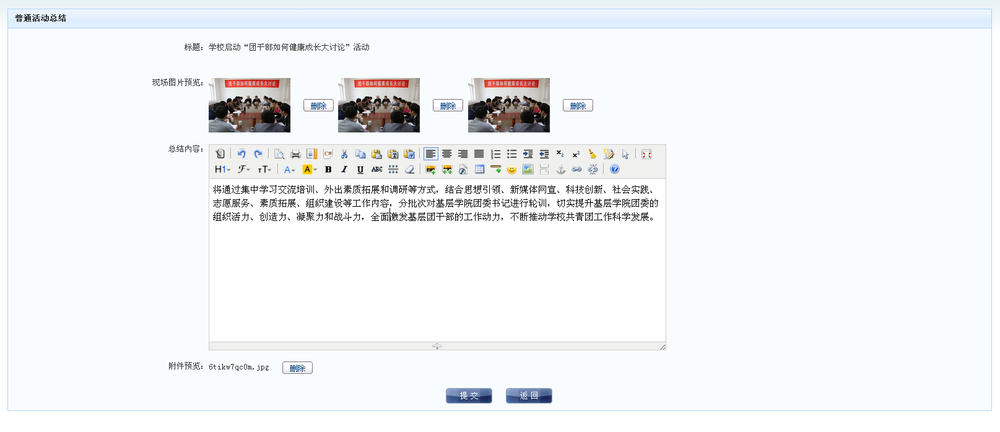 普通活动总结
标题： 学校启动“团干部如何健康成长大讨论”活动
现场图片预览：
团干部如何健康成长大讨论 删除 团干部如何健康成长大讨论 删除 团干部如何健康成长大讨论 删除
总结内容：
H1 F тT A A B I U ABC
将通过集中学习交流培训、外出素质拓展和调研等方式，结合思想引领、新媒体网宣、科技创新、社会实践、
志愿服务、素质拓展、组织建设等工作内容，分批次对基层学院团委书记进行轮训，切实提升基层学院团委的
组织活力、创造力、凝聚力和战斗力，全面激发基层团干部的工作动力，不断推动学校共青团工作科学发展。
附件预览： 6tikw7qc0m.jpg 删除
提 交 返 回